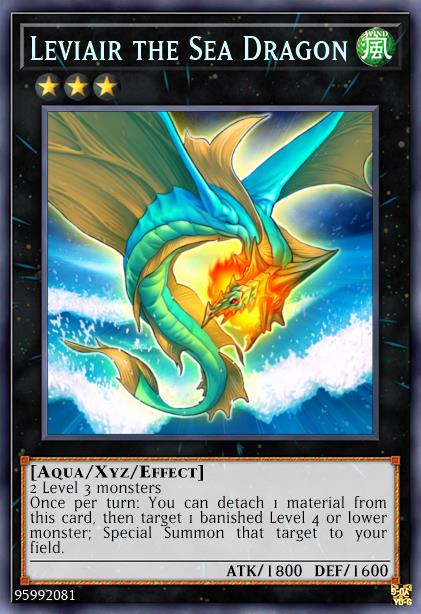 Leviair the Sea Dragon
WIND
風
[Aqua/Xyz/Effect]
2 Level 3 monsters
Once per turn: You can detach 1 material from
this card, then target 1 banished Level 4 or lower
monster; Special Summon that target to your
field.
ATK/1800 DEF/1600
95992081